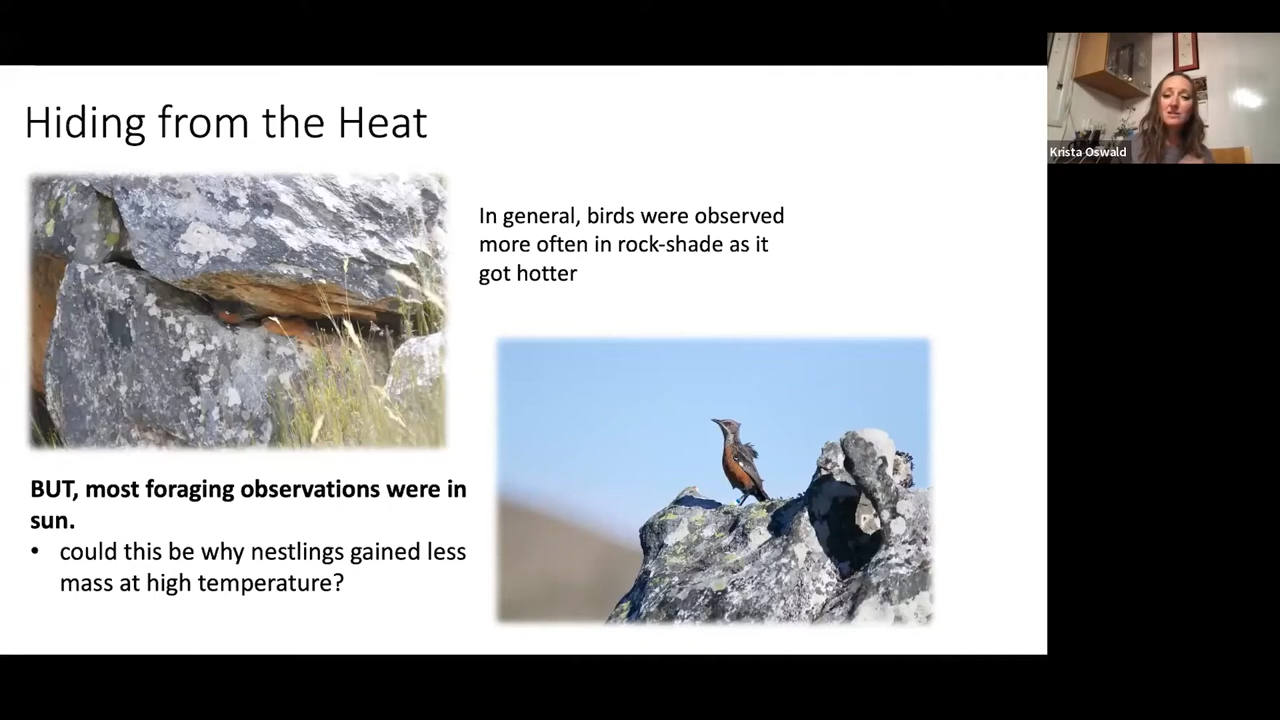 Hiding from the Heat
In general, birds were observed
more often in rock-shade as it
got hotter
BUT, most foraging observations were in
sun.
• could this be why nestlings gained less
mass at high temperature?
Krista Oswald